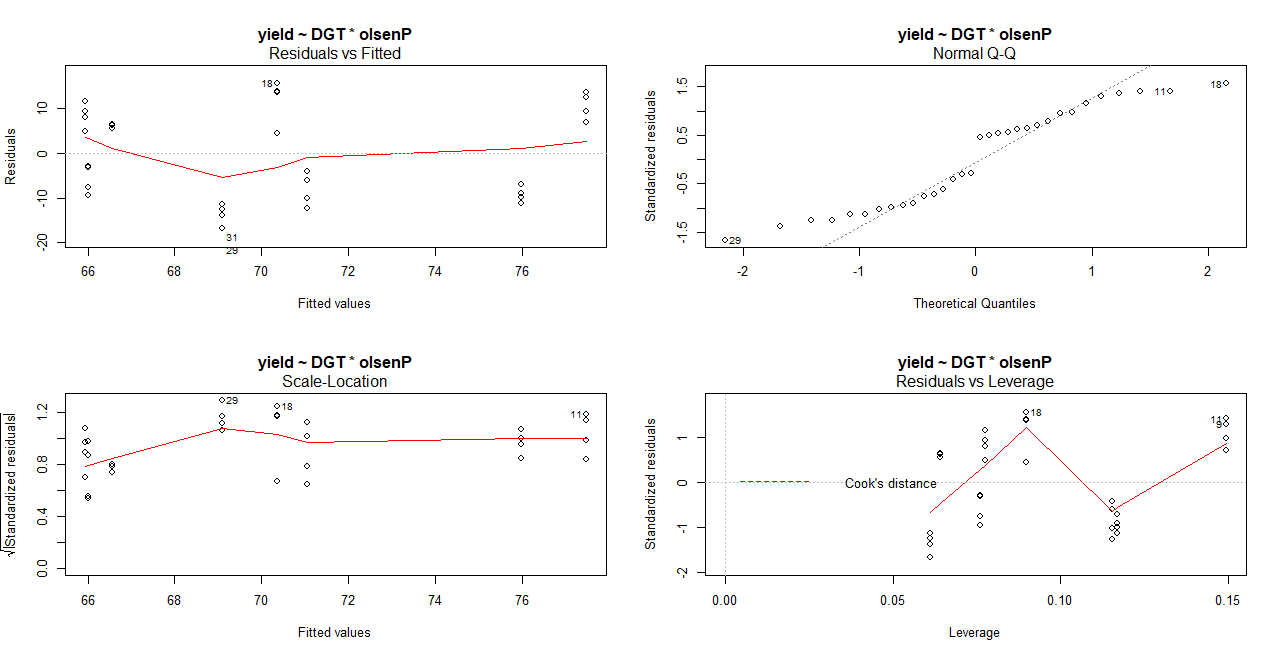 yield ~ DGT * olsenP
Residuals vs Fitted
Residuals
10
0
-10
-20
18
31
29
66
68
70
72
74
76
Fitted values
yield ~ DGT * olsenP
Normal Q-Q
Standardized residuals
1.5
0.5
-0.5
-1.5
29
11
18
-2
-1
0
1
2
Theoretical Quantiles
yield ~ DGT * olsenP
Scale-Location
√|Standardized residuals|
1.2
0.8
0.4
0.0
29
18
11
66
68
70
72
74
76
Fitted values
yield ~ DGT * olsenP
Residuals vs Leverage
Standardized residuals
1
0
-1
-2
18
11
9
Cook's distance
0.00
0.05
0.10
0.15
Leverage